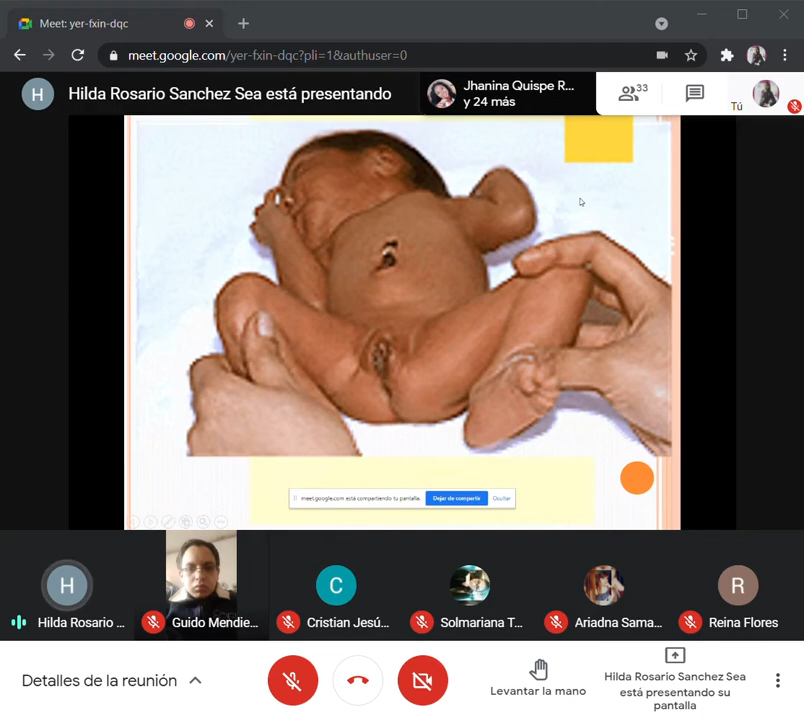 Meet: yer-fxin-dqc
meet.google.com/yer-fxin-dqc?pli=1&authuser=0
H
Hilda Rosario Sanchez Sea está presentando
Jhanina Quispe R...
y 24 más
33
Tú
meet.google.com está compartiendo tu pantalla.
Dejar de compartir
Ocultar
H
C
R
Hilda Rosario ...
Guido Mendie...
Cristian Jesú...
Solmariana T...
Ariadna Sama...
Reina Flores
Detalles de la reunión
Levantar la mano
Hilda Rosario Sanchez Sea
está presentando su
pantalla